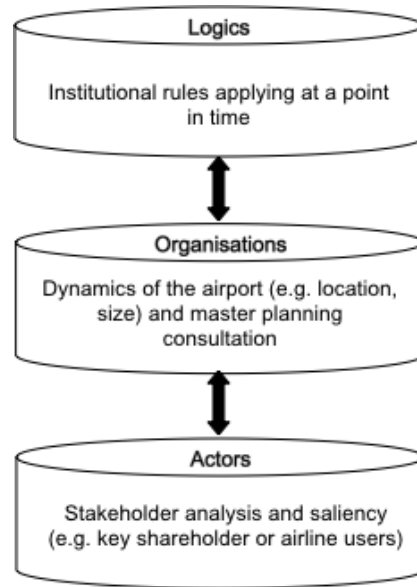 Logics
Institutional rules applying at a point
in time
Organisations
Dynamics of the airport (e.g. location,
size) and master planning
consultation
Actors
Stakeholder analysis and saliency
(e.g. key shareholder or airline users)